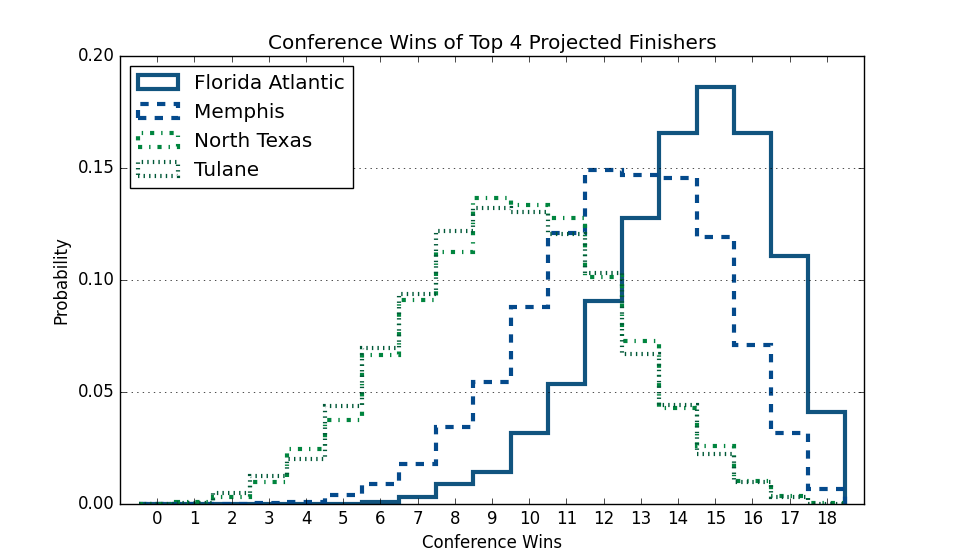 Conference Wins of Top 4 Projected Finishers
Florida Atlantic
Memphis
North Texas
Tulane
0.20
0.15
0.10
0.05
0.00
Probability
0 1 2 3 4 5 6 7 8 9 10 11 12 13 14 15 16 17 18
Conference Wins